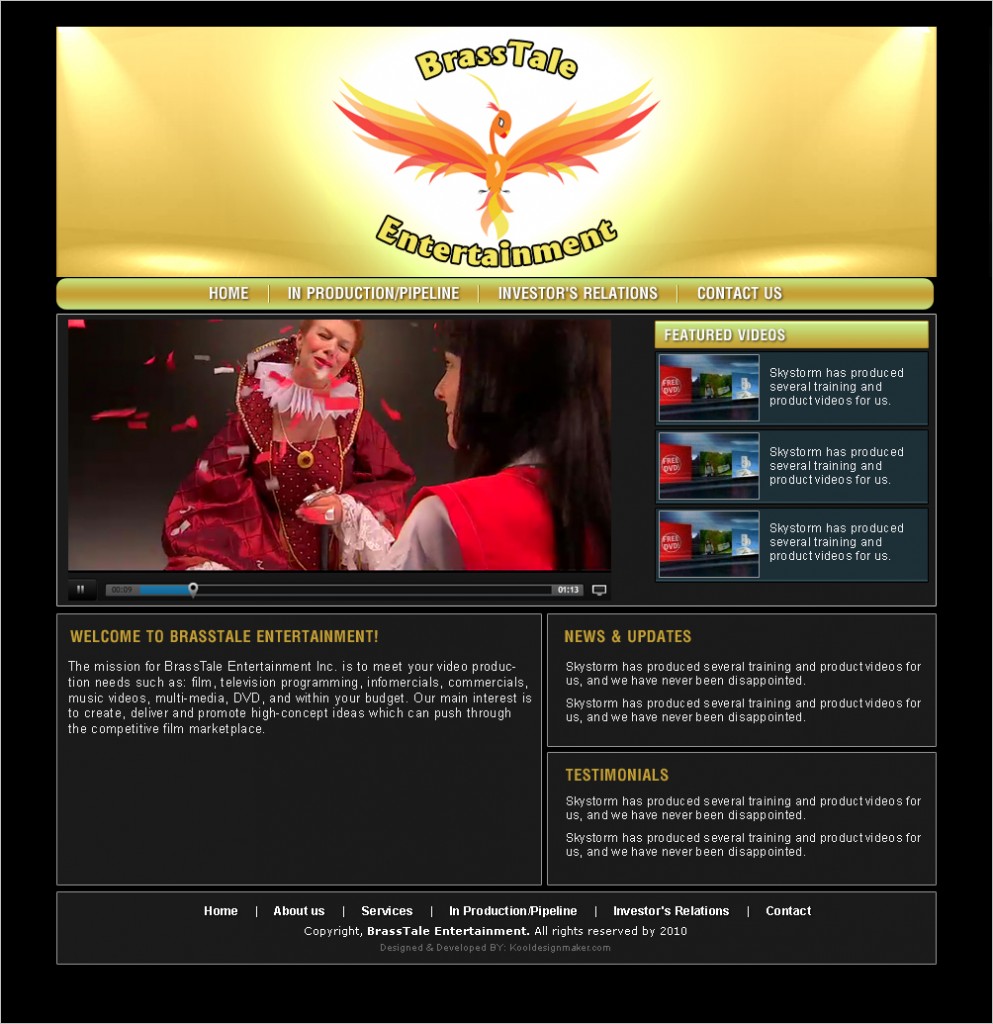 BrassTale
Entertainment
HOME | IN PRODUCTION/PIPELINE | INVESTOR'S RELATIONS | CONTACT US
00:09
01:13
FEATURED VIDEOS
FREE DVD!
Skystorm has produced
several training and
product videos for us.
FREE DVD!
Skystorm has produced
several training and
product videos for us.
FREE DVD!
Skystorm has produced
several training and
product videos for us.
WELCOME TO BRASSTALE ENTERTAINMENT!
The mission for BrassTale Entertainment Inc. is to meet your video produc-
tion needs such as: film, television programming, infomercials, commercials,
music videos, multi-media, DVD, and within your budget. Our main interest is
to create, deliver and promote high-concept ideas which can push through
the competitive film marketplace.
NEWS & UPDATES
Skystorm has produced several training and product videos for
us, and we have never been disappointed.
Skystorm has produced several training and product videos for
us, and we have never been disappointed.
TESTIMONIALS
Skystorm has produced several training and product videos for
us, and we have never been disappointed.
Skystorm has produced several training and product videos for
us, and we have never been disappointed.
Home | About us | Services | In Production/Pipeline | Investor's Relations | Contact
Copyright, BrassTale Entertainment. All rights reserved by 2010
Designed & Developed BY: Kooldesignmaker.com